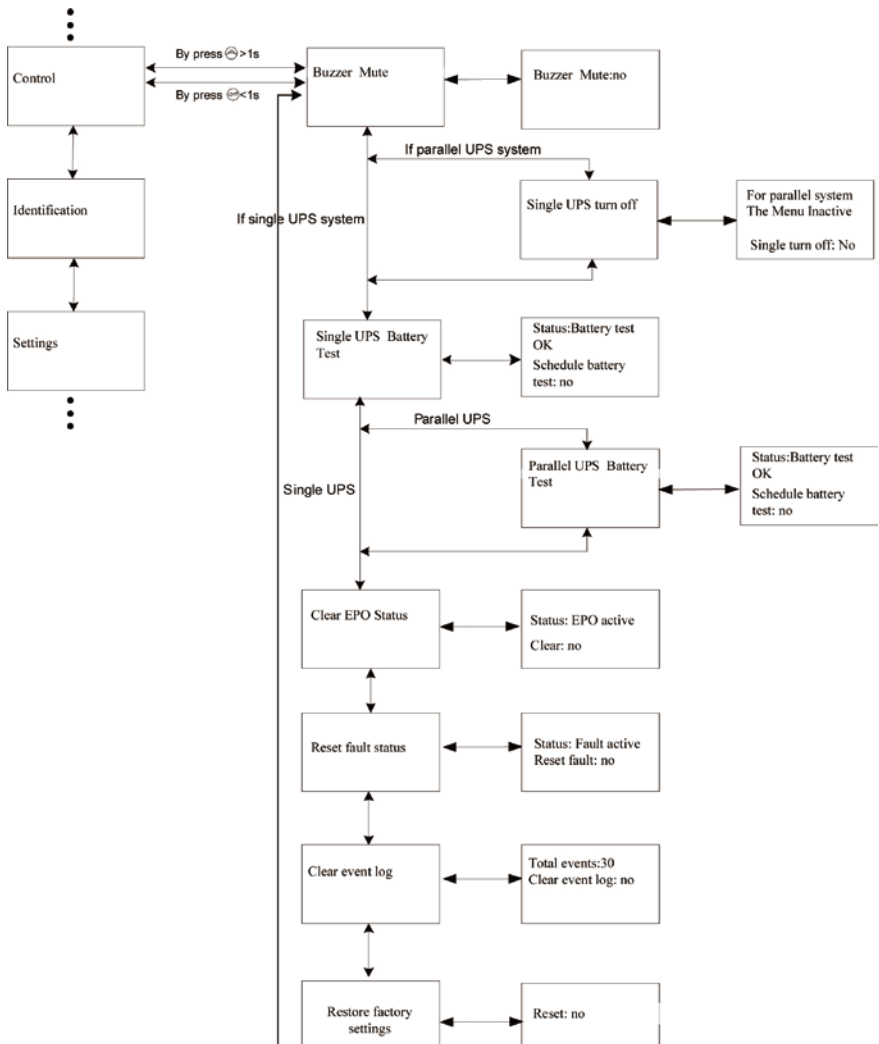 By press >1s
Control
Buzzer Mute
Buzzer Mute:no
By press <1s
If parallel UPS system
Identification
If single UPS system
Single UPS turn off
For parallel system
The Menu Inactive
Single turn off: No
Settings
Single UPS Battery
Test
Status:Battery test
OK
Schedule battery
test: no
Parallel UPS
Single UPS
Parallel UPS Battery
Test
Status:Battery test
OK
Schedule battery
test: no
Clear EPO Status
Status: EPO active
Clear: no
Reset fault status
Status: Fault active
Reset fault: no
Clear event log
Total events:30
Clear event log: no
Restore factory
settings
Reset: no